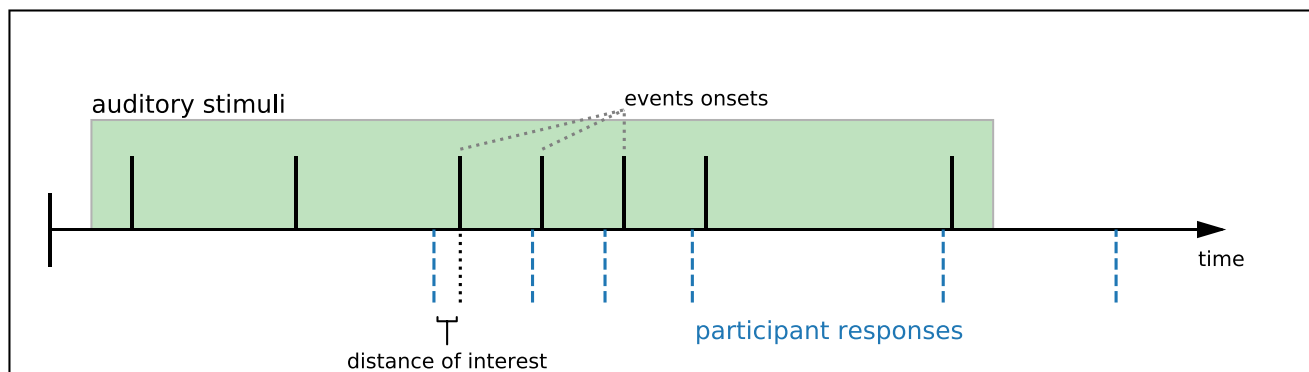 events onsets
auditory stimuli
time
participant responses
distance of interest